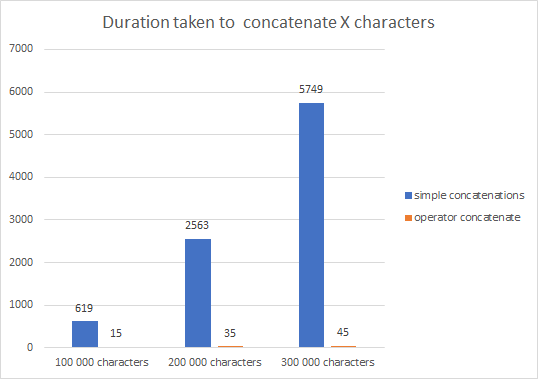 Duration taken to  concatenate X characters
7000
6000
5000
4000
3000
2000
1000
0
619
15
2563
35
5749
45
100 000 characters
200 000 characters
300 000 characters
simple concatenations
operator concatenate